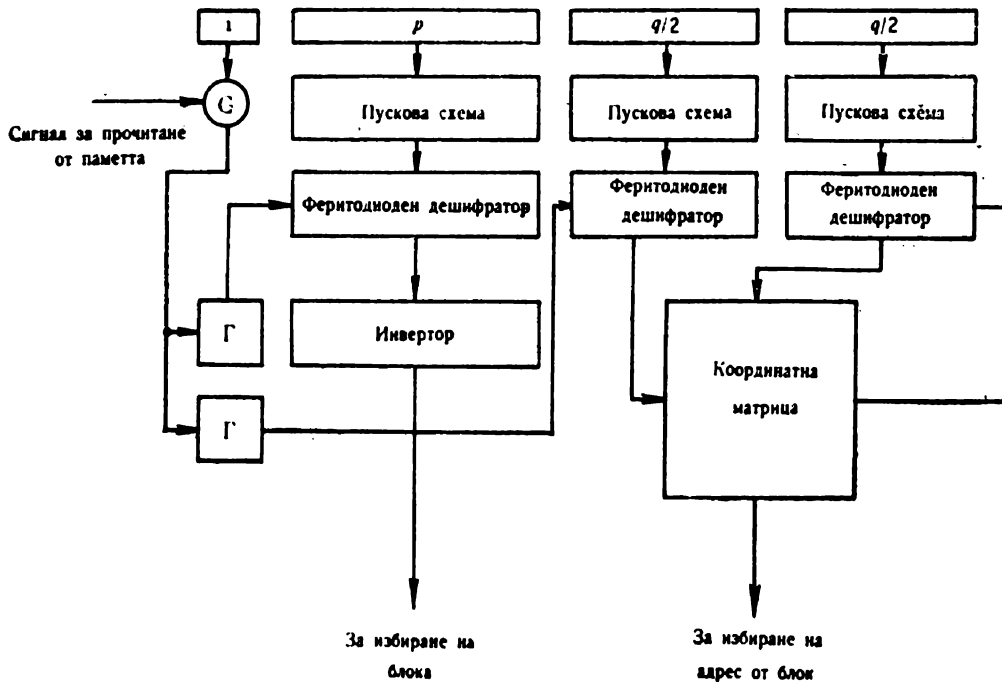 1
p
q/2
q/2
G
Сигнал за прочитане
от паметта
Пускова схема
Пускова схема
Пускова схема
Феритодиоден дешифратор
Феритодиоден
дешифратор
Феритодиоден
дешифратор
Г
Инвертор
Координатна
матрица
Г
За избиране на
блока
За избиране на
адрес от блок